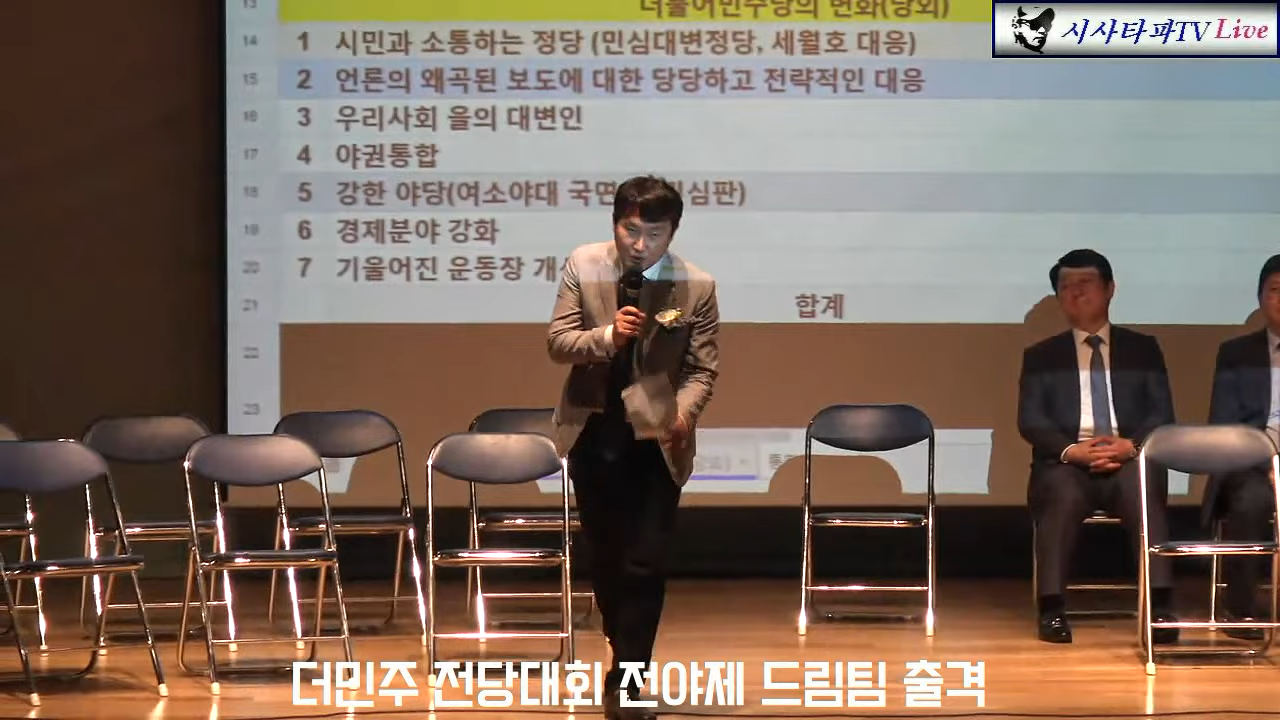 13 더불어민주당의 변화(당외)
시사타파TV Live
14 1 시민과 소통하는 정당 (민심대변정당, 세월호 대응)
15 2 언론의 왜곡된 보도에 대한 당당하고 전략적인 대응
16 3 우리사회 을의 대변인
17 4 야권통합
18 5 강한 야당(여소야대 국면 심판)
19 6 경제분야 강화
20 7 기울어진 운동장
21 합계
22
23
더민주 전당대회 전야제 드림팀 출격